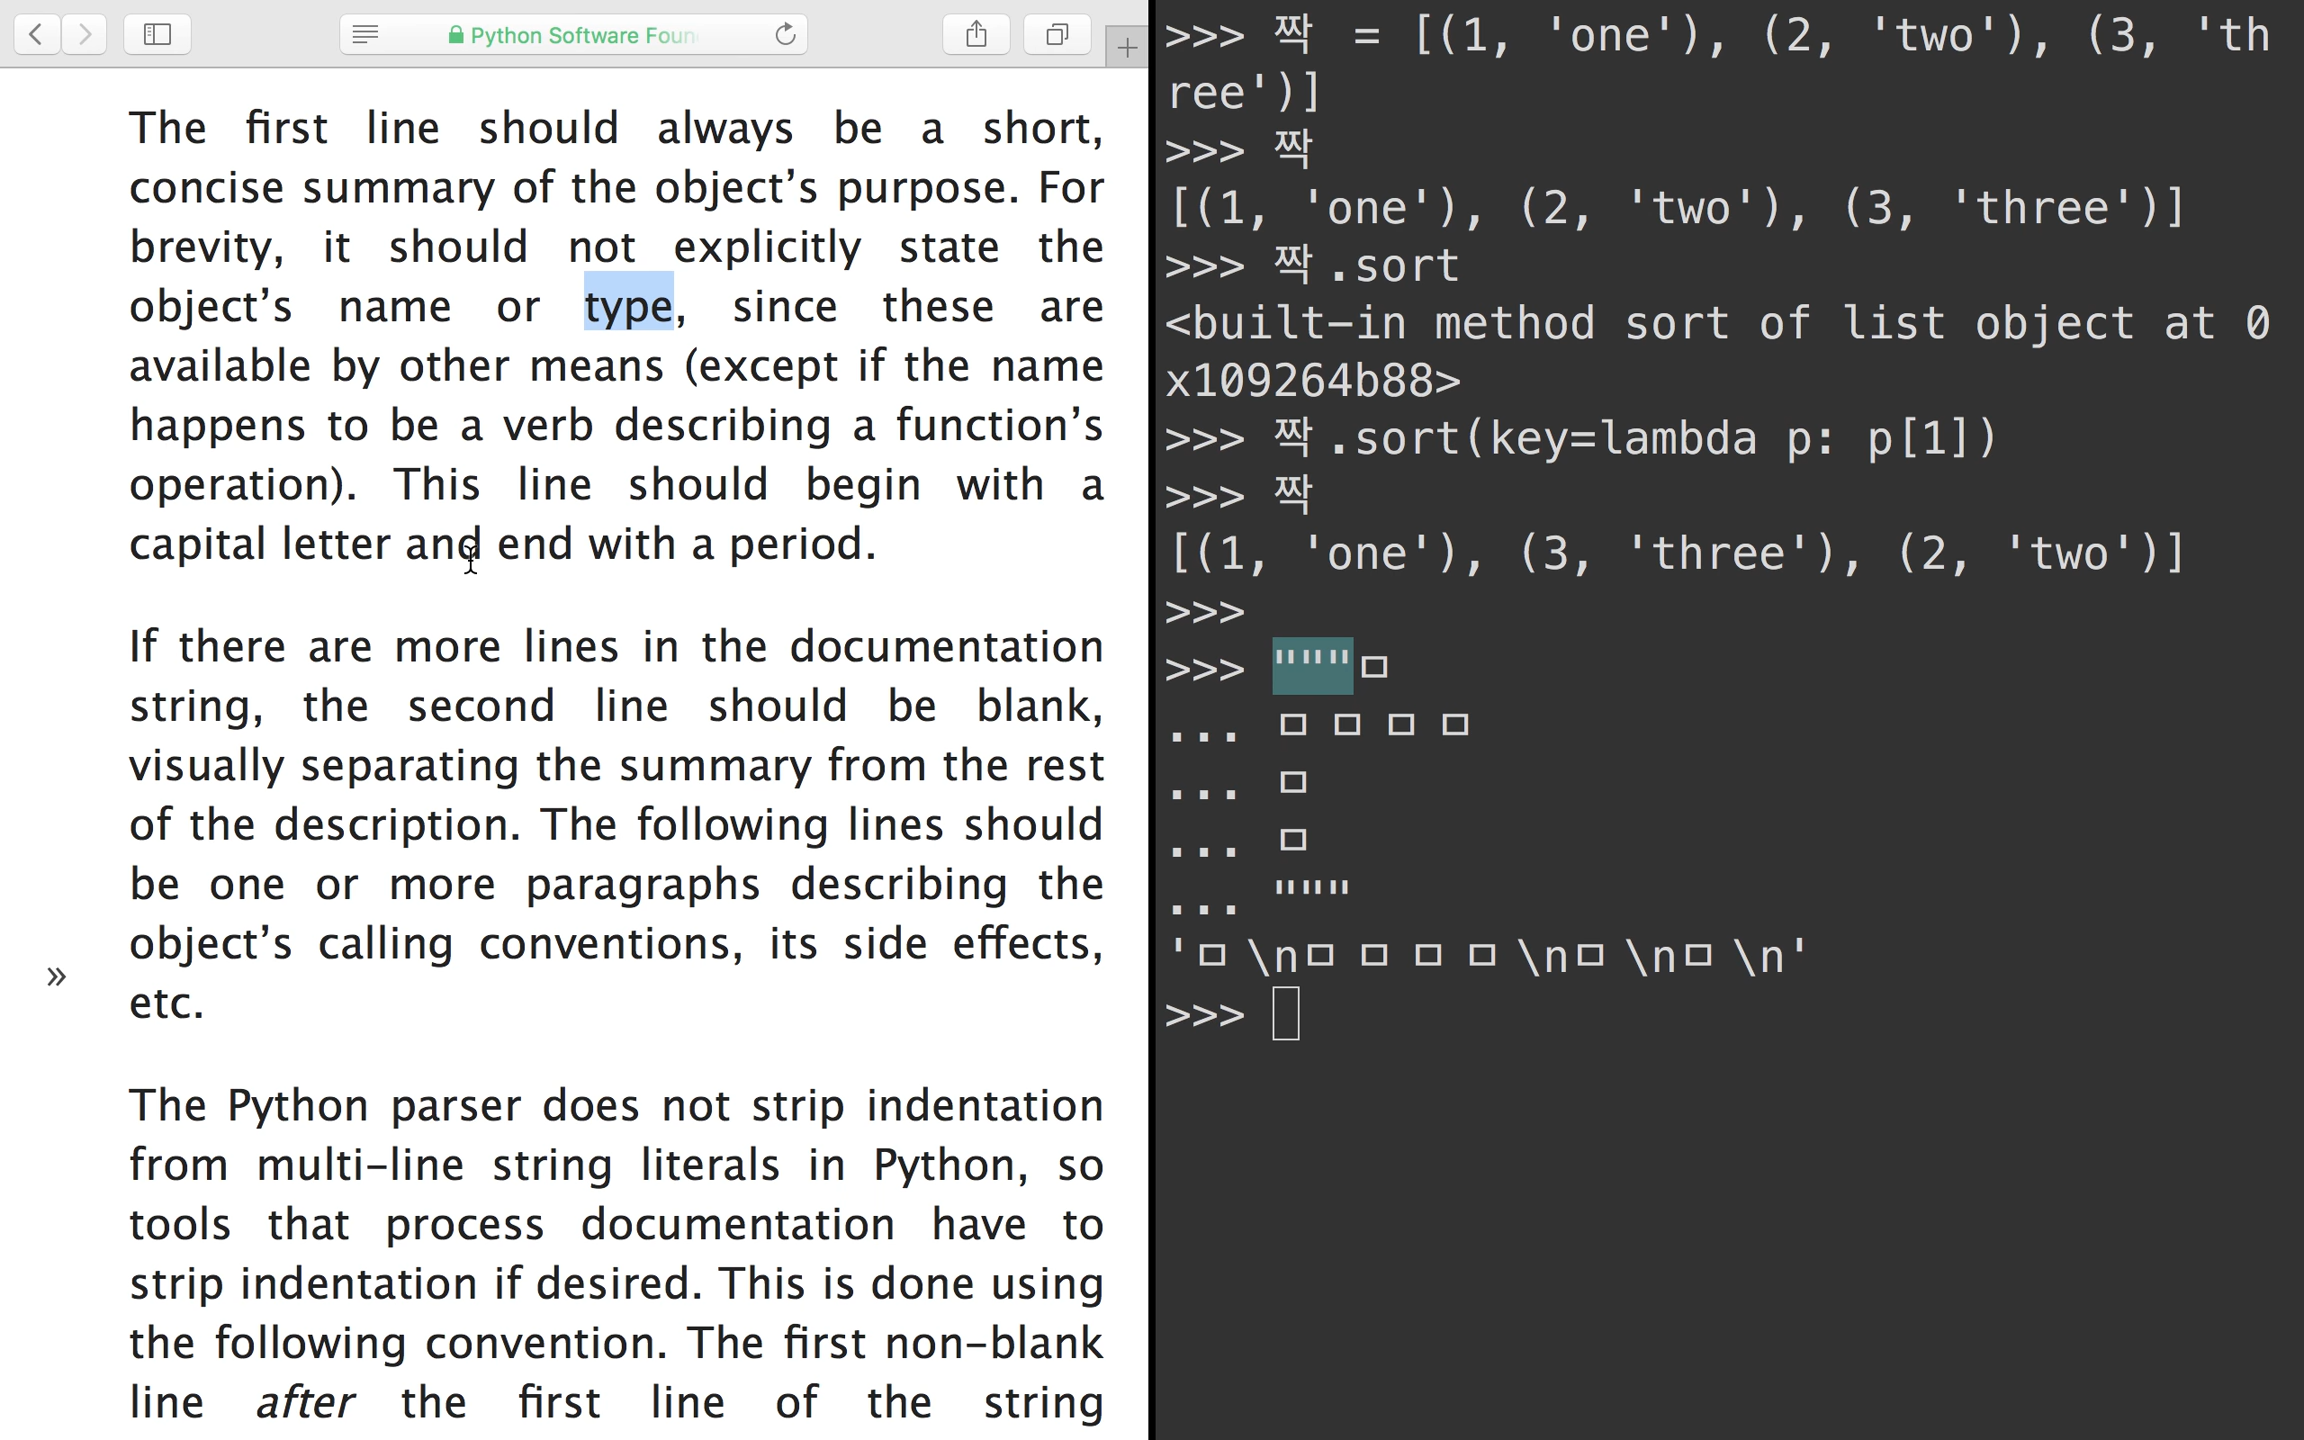 Python Software Foun
The first line should always be a short,
concise summary of the object’s purpose. For
brevity, it should not explicitly state the
object’s name or type, since these are
available by other means (except if the name
happens to be a verb describing a function’s
operation). This line should begin with a
capital letter and end with a period.
If there are more lines in the documentation
string, the second line should be blank,
visually separating the summary from the rest
of the description. The following lines should
be one or more paragraphs describing the
object’s calling conventions, its side effects,
etc.
»
The Python parser does not strip indentation
from multi-line string literals in Python, so
tools that process documentation have to
strip indentation if desired. This is done using
the following convention. The first non-blank
line after the first line of the string
>>> 짝 = [(1, 'one'), (2, 'two'), (3, 'th
ree')]
>>> 짝
[(1, 'one'), (2, 'two'), (3, 'three')]
>>> 짝.sort
<built-in method sort of list object at 0
x109264b88>
>>> 짝.sort(key=lambda p: p[1])
>>> 짝
[(1, 'one'), (3, 'three'), (2, 'two')]
>>>
>>> """ㅁ
... ㅁㅁㅁㅁ
... ㅁ
... ㅁ
... """
'ㅁ\nㅁㅁㅁㅁ\nㅁ\nㅁ\n'
>>>